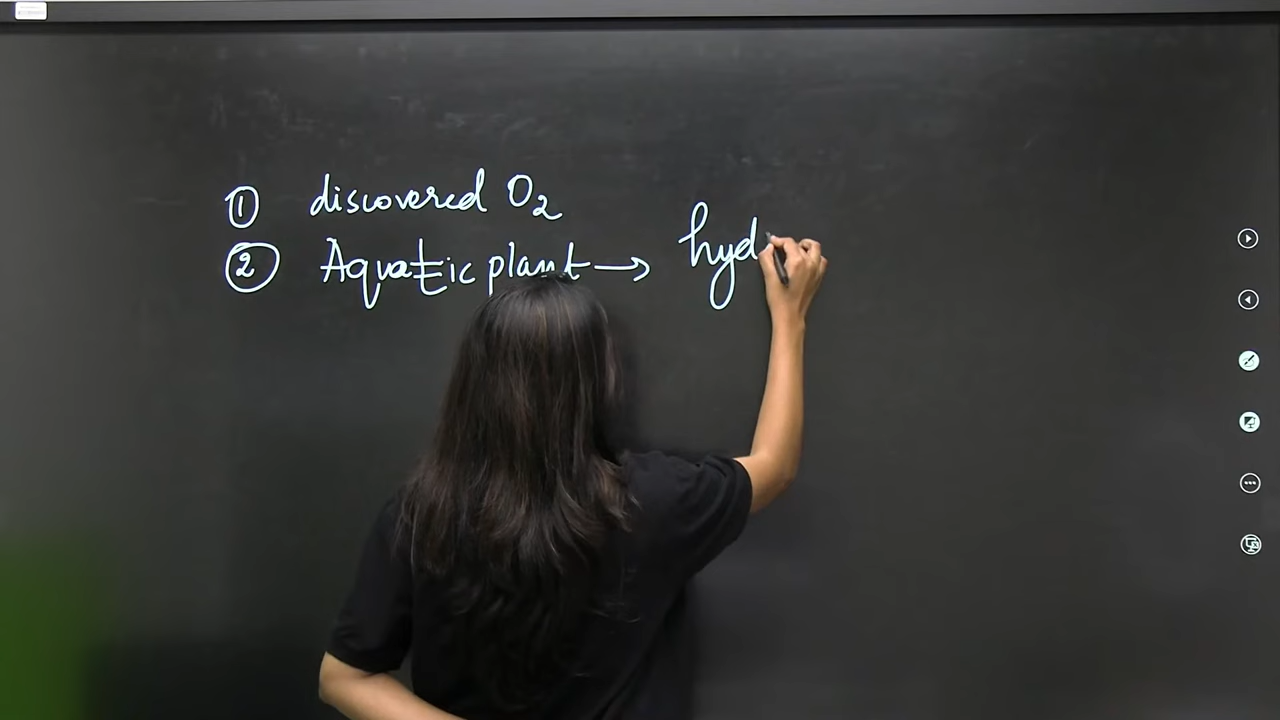 ① discovered O₂
② Aquatic plant → hyd